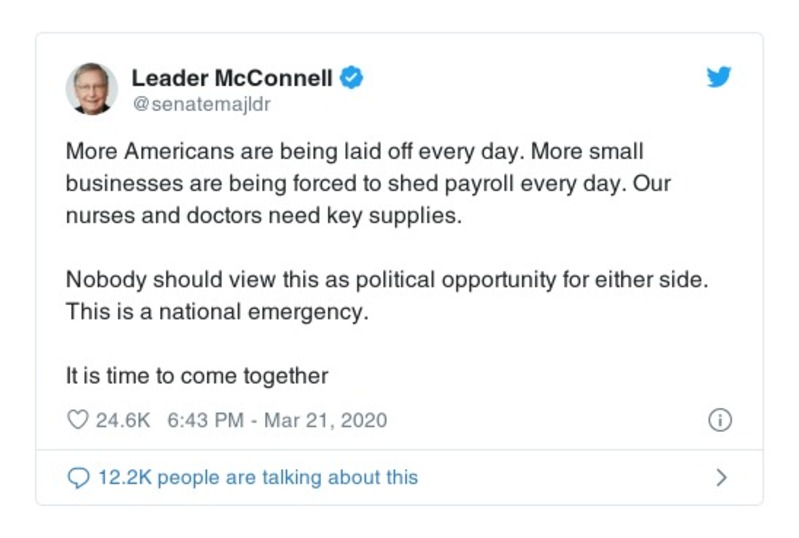 Leader McConnell
@senatemajldr
More Americans are being laid off every day. More small
businesses are being forced to shed payroll every day. Our
nurses and doctors need key supplies.
Nobody should view this as political opportunity for either side.
This is a national emergency.
It is time to come together
24.6K 6:43 PM - Mar 21, 2020
12.2K people are talking about this